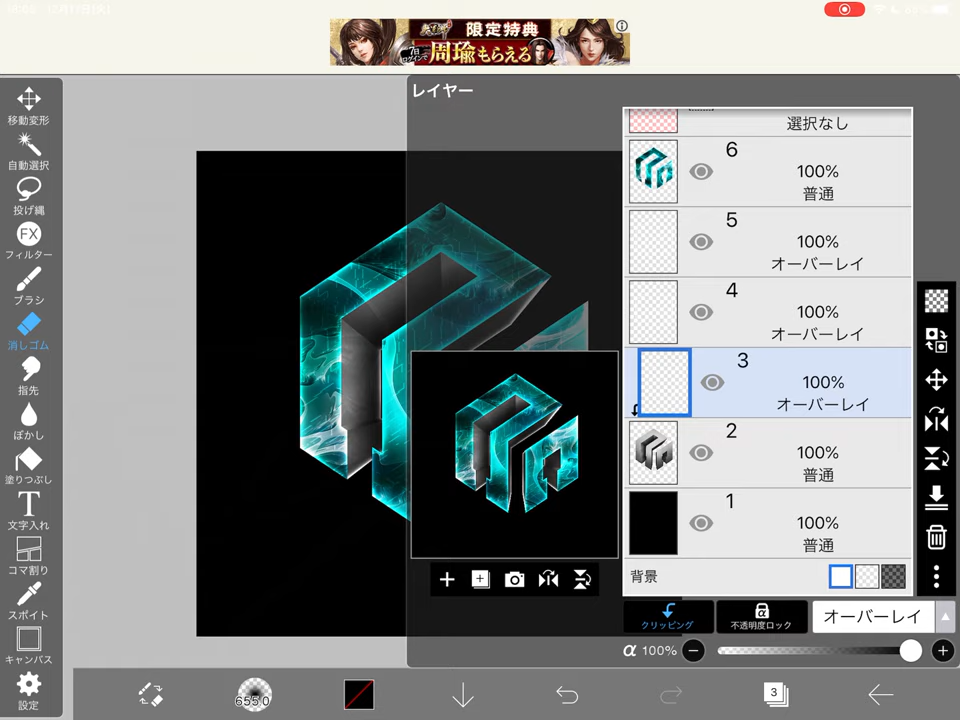 限定特典
7日
ログインで
周瑜もらえる
レイヤー
移動変形
自動選択
投げ縄
FX
フィルター
ブラシ
消しゴム
指先
ぼかし
塗りつぶし
T
文字入れ
コマ割り
スポイト
キャンバス
設定
選択なし
6
100%
普通
5
100%
オーバーレイ
4
100%
オーバーレイ
3
100%
オーバーレイ
2
100%
普通
1
100%
普通
背景
クリッピング
α
不透明度ロック
オーバーレイ
α 100%
655.0
3